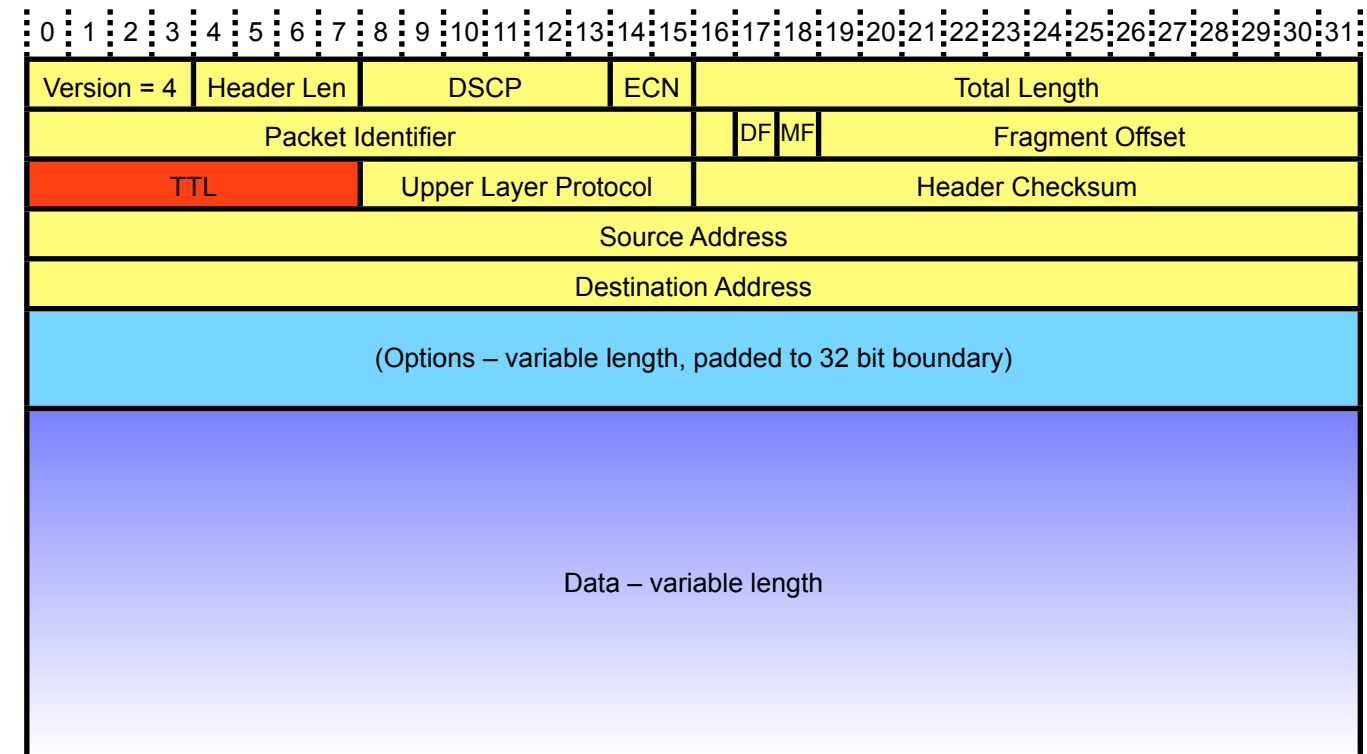 0 1 2 3 4 5 6 7 8 9 10 11 12 13 14 15 16 17 18 19 20 21 22 23 24 25 26 27 28 29 30 31
Version = 4 Header Len DSCP ECN Total Length
Packet Identifier DF MF Fragment Offset
TTL Upper Layer Protocol Header Checksum
Source Address
Destination Address
(Options – variable length, padded to 32 bit boundary)
Data – variable length